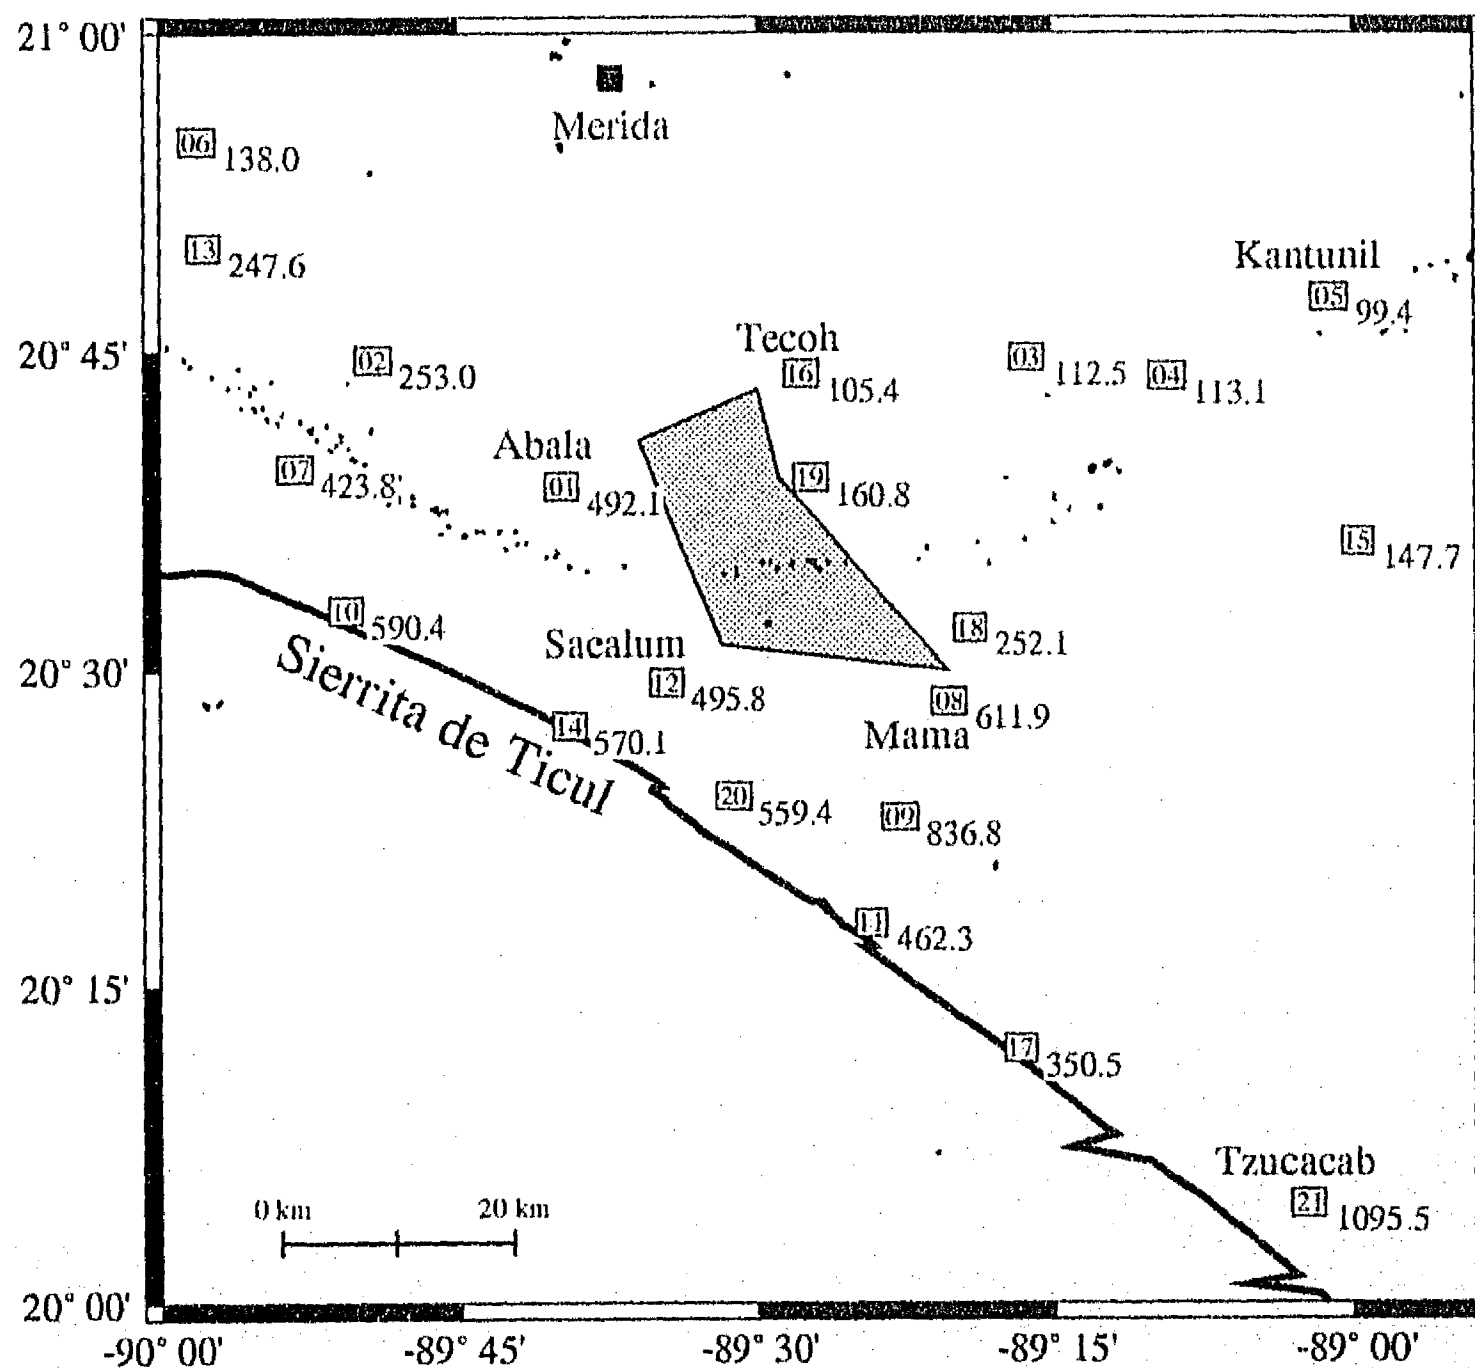 21° 00'
Merida
06 138.0
13 247.6
Kantunil
05 99.4
Tecoh
20° 45'
02 253.0
16 105.4
03 112.5
04 113.1
Abala
07 423.8
01 492.1
19 160.8
15 147.7
10 590.4
Sacalum
18 252.1
20° 30'
Sierrita de Ticul
12 495.8
08 611.9
Mama
14 570.1
20 559.4
09 836.8
11 462.3
20° 15'
17 350.5
Tzucacab
21 1095.5
0 km 20 km
20° 00'
-90° 00' -89° 45' -89° 30' -89° 15' -89° 00'